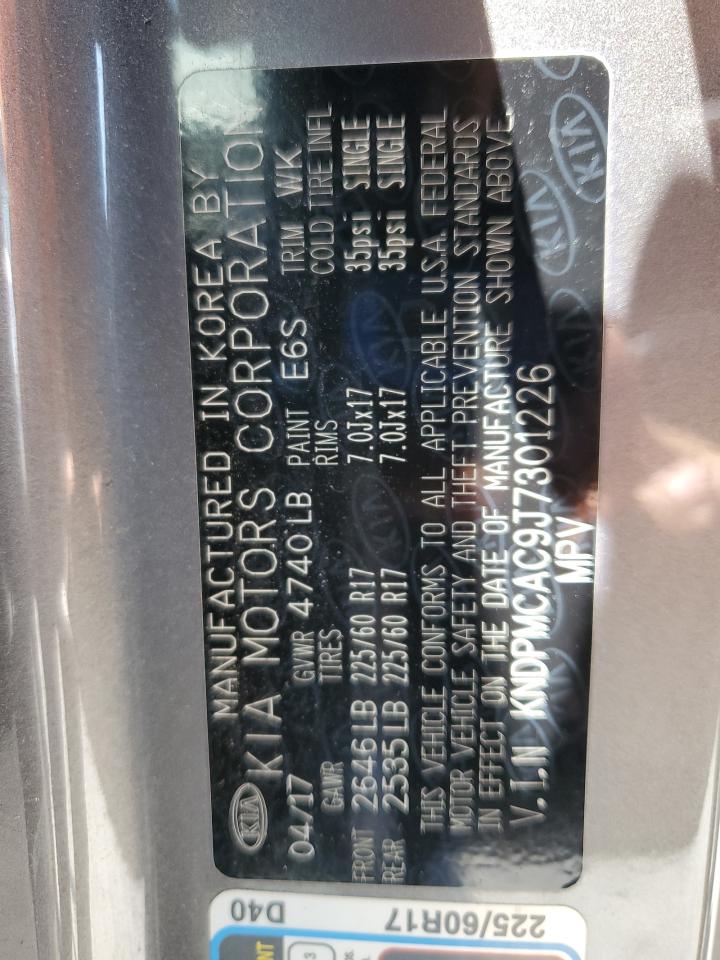 MANUFACTURED IN KOREA BY
KIA KIA MOTORS CORPORATION
04/17 GVWR 4740 LB PAINT E6S TRIM WK
GAWR TIRES RIMS COLD TIRE INFL
FRONT 2646 LB 225/60 R17 7.0Jx17 35psi SINGLE
REAR 2535 LB 225/60 R17 7.0Jx17 35psi SINGLE
THIS VEHICLE CONFORMS TO ALL APPLICABLE U.S.A. FEDERAL
MOTOR VEHICLE SAFETY AND THEFT PREVENTION STANDARDS
IN EFFECT ON THE DATE OF MANUFACTURE SHOWN ABOVE.
V.I.N KNDPMCAC9J7301226
MPV
D40
225/60R17